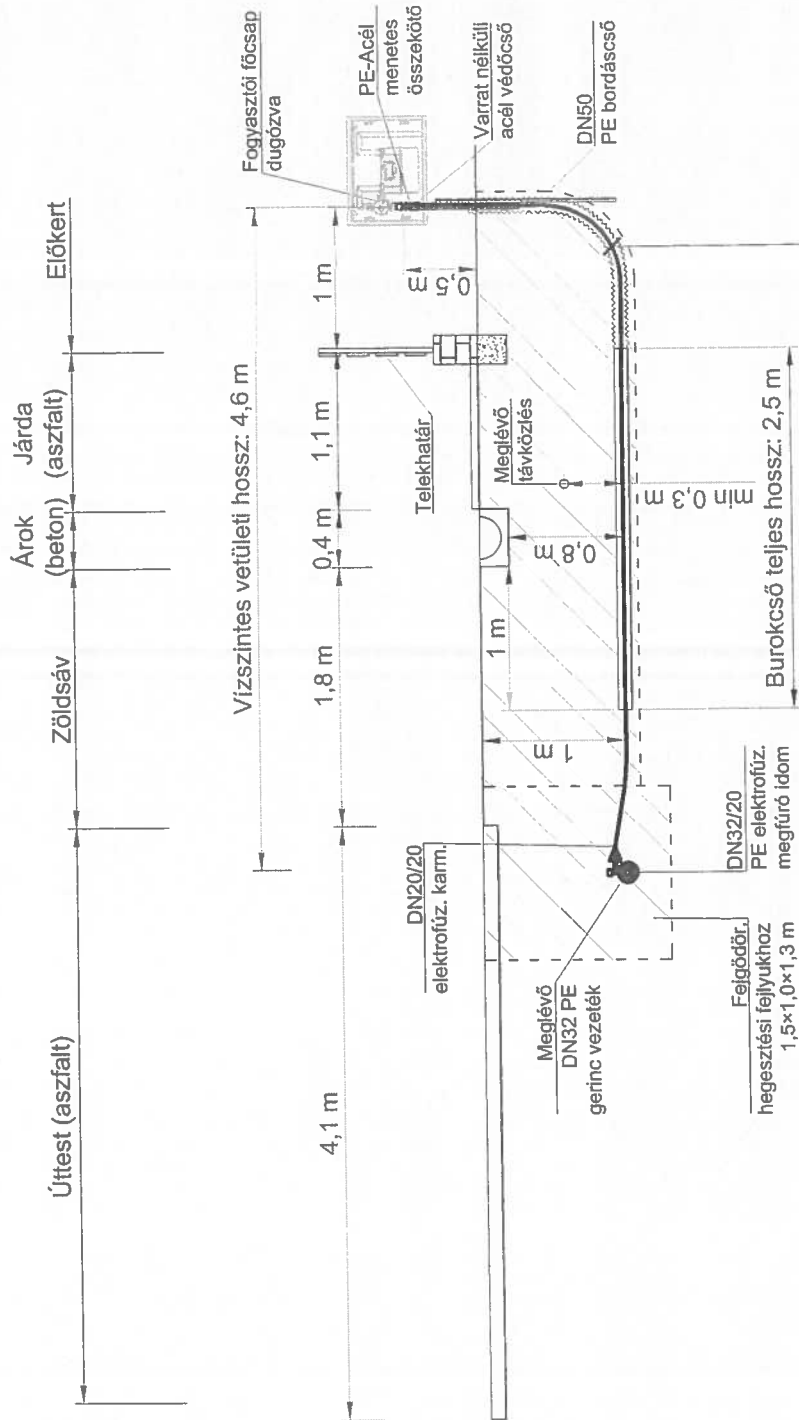 Úttest (aszfalt)
Zöldsáv
Árok
(beton)
Járda
(aszfalt)
Előkert
Vízszintes vetületi hossz: 4,6 m
4,1 m
1,8 m
0,4 m
1,1 m
1 m
Fogyasztói főcsap
dugózva
PE-Acél
menetes
összekötő
Varrat nélküli
acél védőcső
DN50
PE bordáscső
Telekhatár
0,5 m
Meglévő
távközlés
DN20/20
elektrofúz. karm.
1 m
1 m
0,8 m
min 0,3 m
Meglévő
DN32 PE
gerinc vezeték
Fejgödör,
hegesztési fejlyukhoz
1,5×1,0×1,3 m
DN32/20
PE elektrofúz.
megfúró idom
Burokcső teljes hossz: 2,5 m